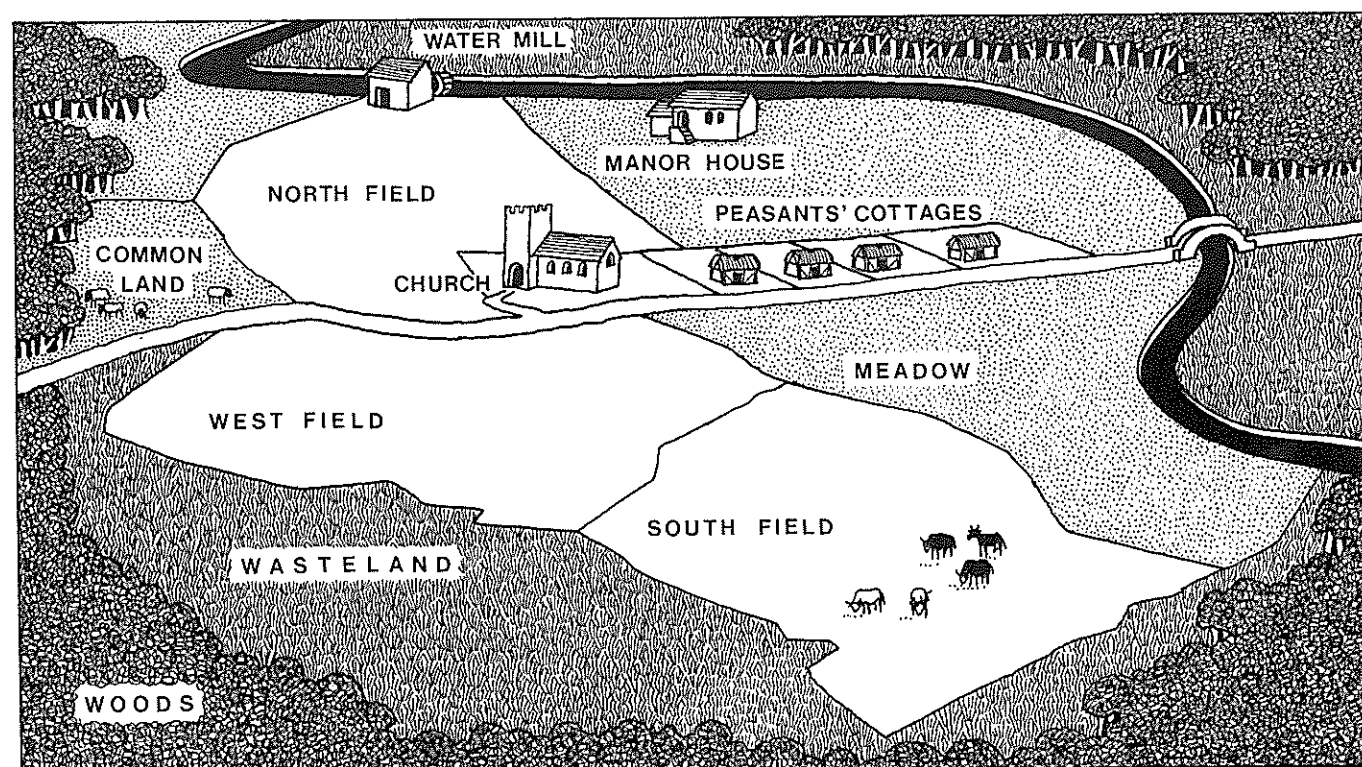 WATER MILL
MANOR HOUSE
NORTH FIELD
PEASANTS' COTTAGES
COMMON
LAND
CHURCH
MEADOW
WEST FIELD
SOUTH FIELD
WASTELAND
WOODS